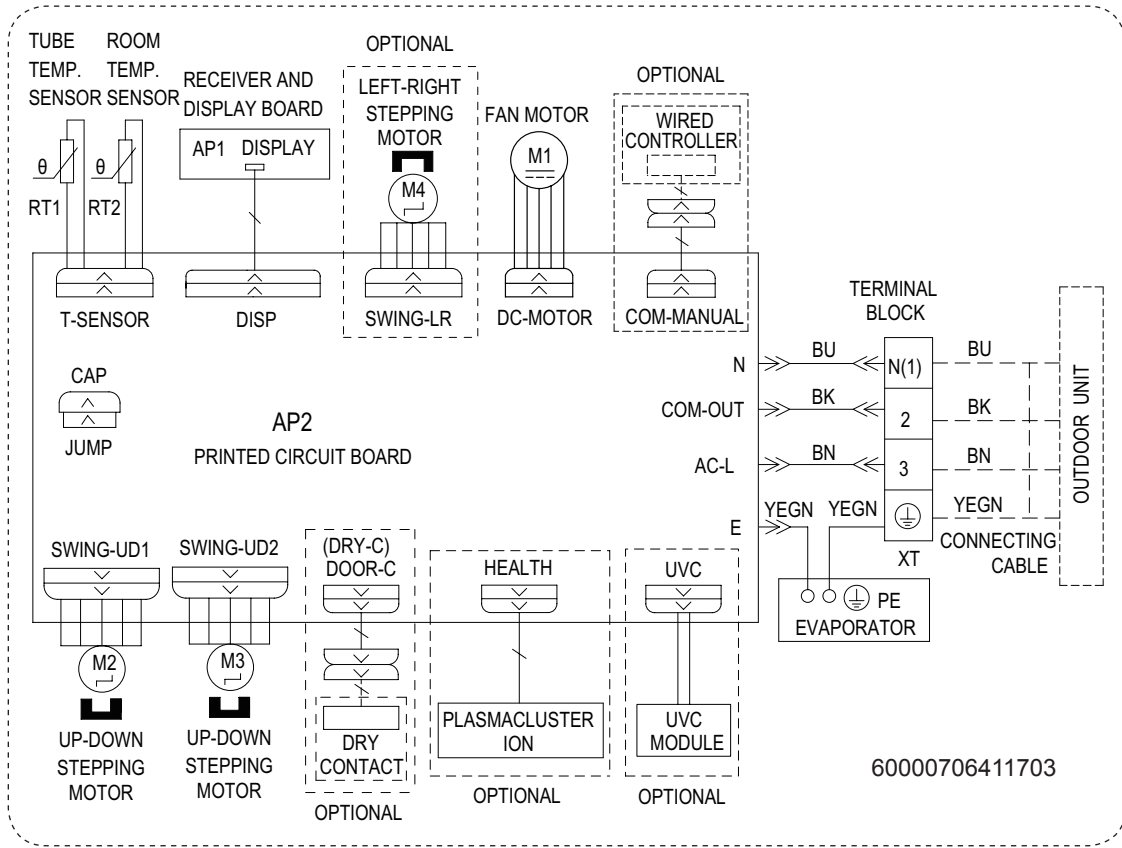 TUBE
TEMP.
SENSOR
ROOM
TEMP.
SENSOR
θ
RT1
θ
RT2
T-SENSOR
RECEIVER AND
DISPLAY BOARD
AP1 DISPLAY
DISP
OPTIONAL
LEFT-RIGHT
STEPPING
MOTOR
M4
SWING-LR
FAN MOTOR
M1
DC-MOTOR
OPTIONAL
WIRED
CONTROLLER
COM-MANUAL
CAP
JUMP
AP2
PRINTED CIRCUIT BOARD
TERMINAL
BLOCK
N BU N(1) BU
COM-OUT BK 2 BK
AC-L BN 3 BN
E YEGN YEGN YEGN
XT
CONNECTING
CABLE
OUTDOOR UNIT
PE
EVAPORATOR
SWING-UD1
M2
UP-DOWN
STEPPING
MOTOR
SWING-UD2
M3
UP-DOWN
STEPPING
MOTOR
(DRY-C)
DOOR-C
DRY
CONTACT
OPTIONAL
HEALTH
PLASMACLUSTER
ION
OPTIONAL
UVC
UVC
MODULE
OPTIONAL
60000706411703